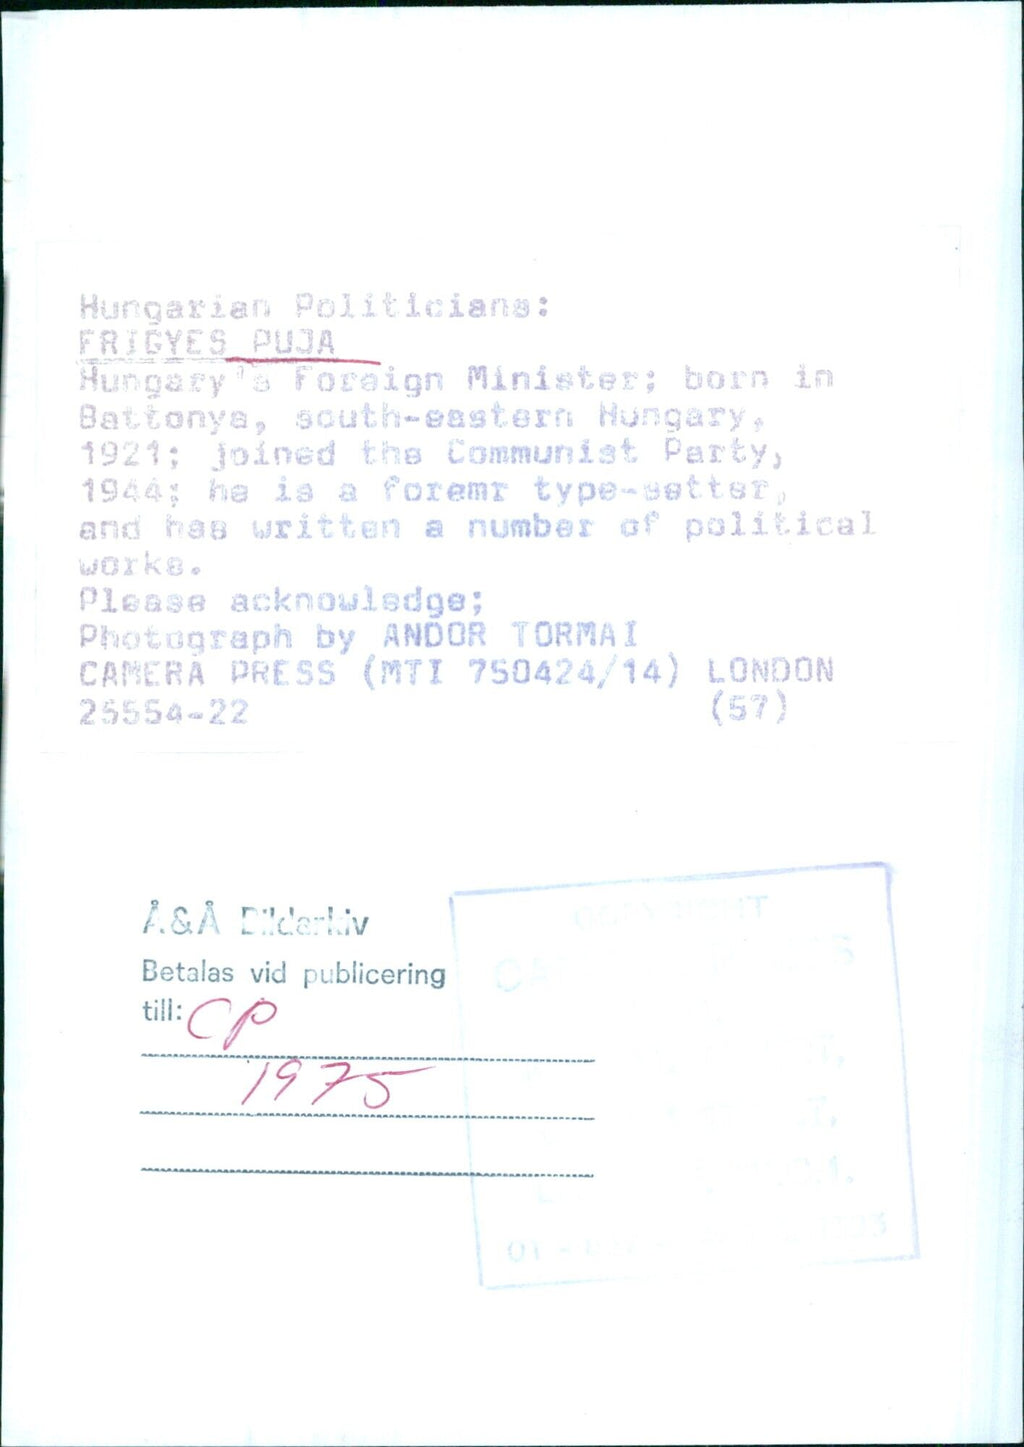 Hungarian Politicians:
FRIGYES PUJA
Hungary's Foreign Minister; born in
Battonya, south-eastern Hungary,
1921; joined the Communist Party,
1944; he is a foremr type-setter,
and has written a number of political
works.
Please acknowledge;
Photograph by ANDOR TORMAI
CAMERA PRESS (MTI 750424/14) LONDON
25554-22 (57)
Å&Å Bildarkiv
Betalas vid publicering
till: CP
1975